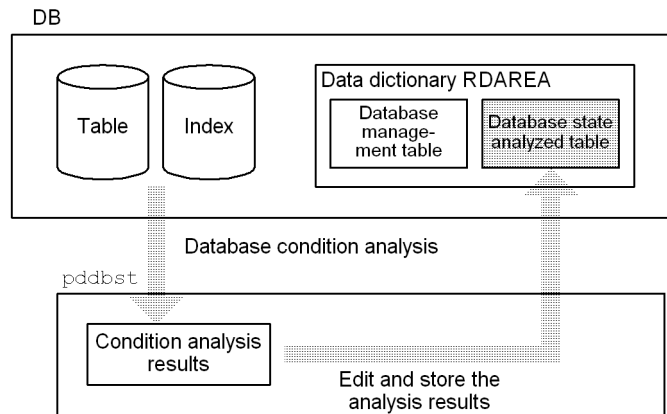 DB
Table
Index
Data dictionary RDAREA
Database
manage-
ment table
Database state
analyzed table
Database condition analysis
pddbst
Condition analysis
results
Edit and store the
analysis results